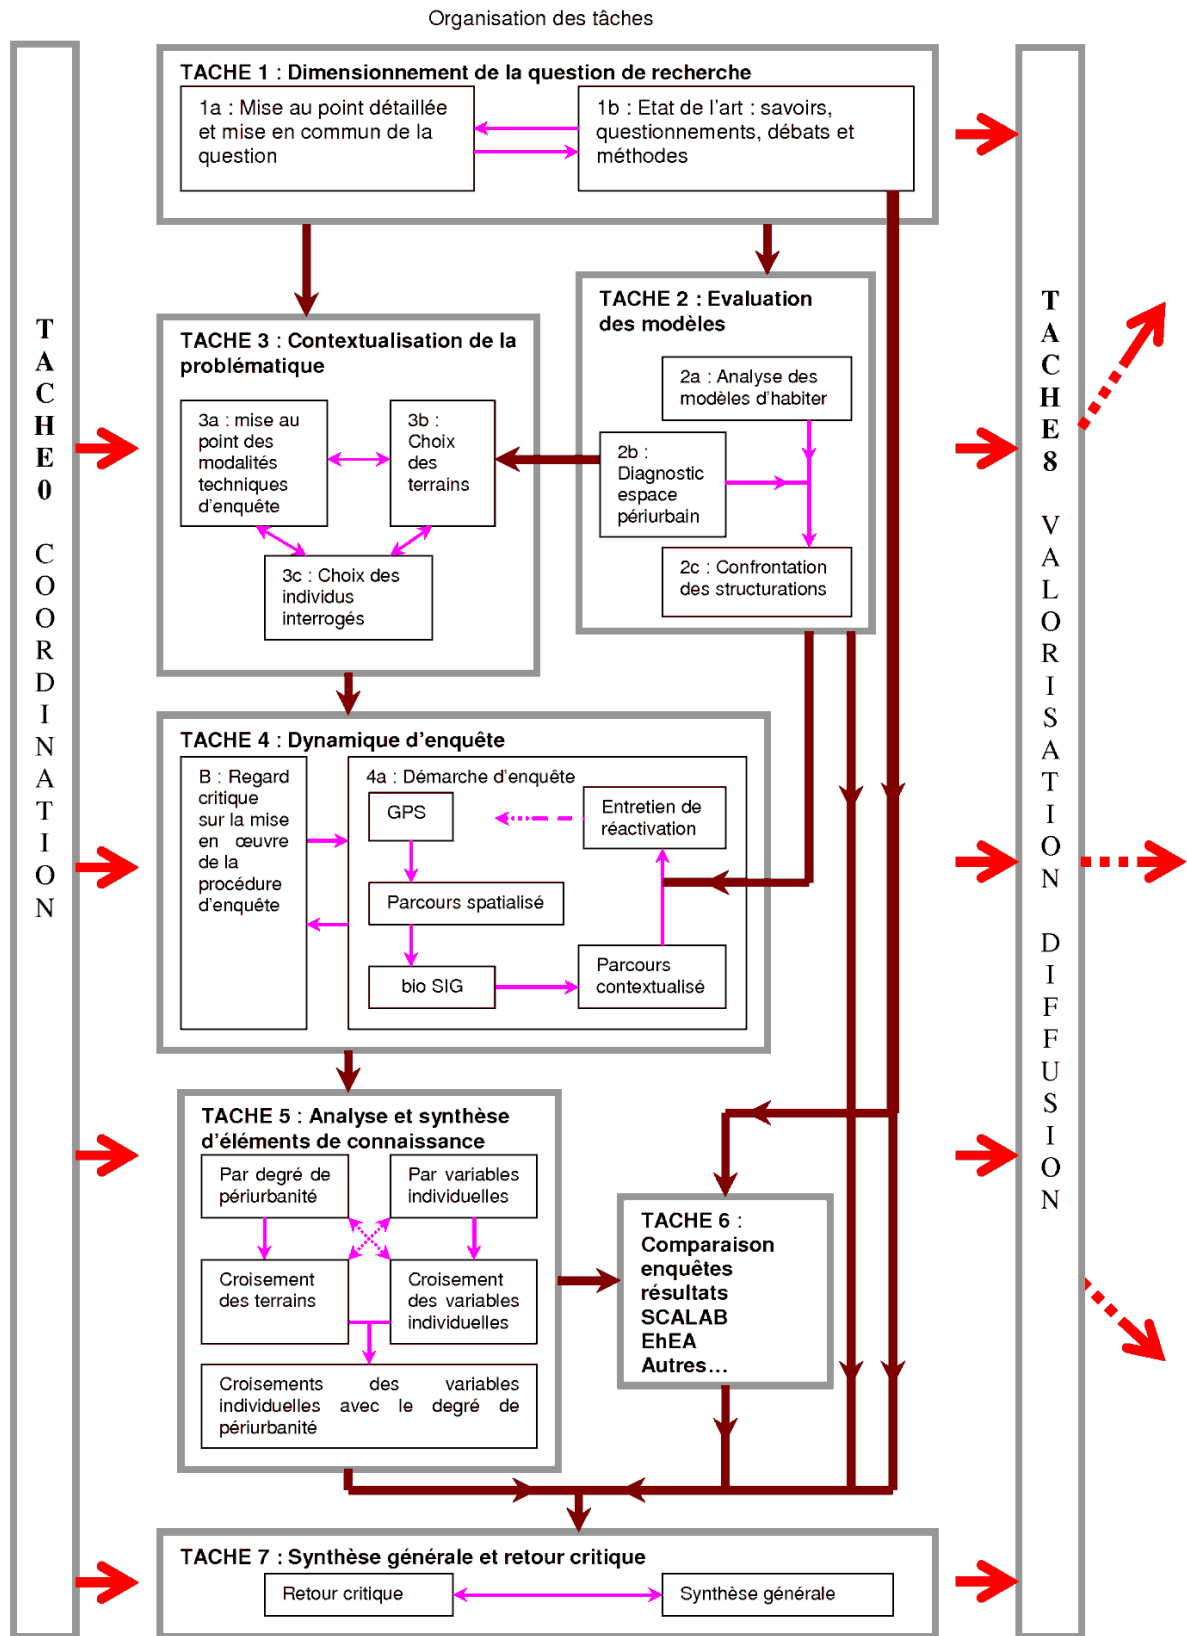 Organisation des tâches
TACHE0 COORDINATION
TACHE 1 : Dimensionnement de la question de recherche
1a : Mise au point détaillée
et mise en commun de la
question
1b : Etat de l'art : savoirs,
questionnements, débats et
méthodes
TACHE 2 : Evaluation
des modèles
2a : Analyse des
modèles d'habiter
2b :
Diagnostic
espace
périurbain
2c : Confrontation
des structurations
TACHE 3 : Contextualisation de la
problématique
3a : mise au
point des
modalités
techniques
d'enquête
3b :
Choix
des
terrains
3c : Choix des
individus
interrogés
TACHE 4 : Dynamique d'enquête
B : Regard
critique
sur la mise
en œuvre
de la
procédure
d'enquête
4a : Démarche d'enquête
GPS
Entretien de
réactivation
Parcours spatialisé
bio SIG
Parcours
contextualisé
TACHE 5 : Analyse et synthèse
d'éléments de connaissance
Par degré de
périurbanité
Par variables
individuelles
Croisement
des terrains
Croisement
des variables
individuelles
Croisements des variables
individuelles avec le degré de
périurbanité
TACHE 6 :
Comparaison
enquêtes
résultats
SCALAB
EhEA
Autres...
TACHE 7 : Synthèse générale et retour critique
Retour critique
Synthèse générale
TACHE8 VALORISATION DIFFUSION